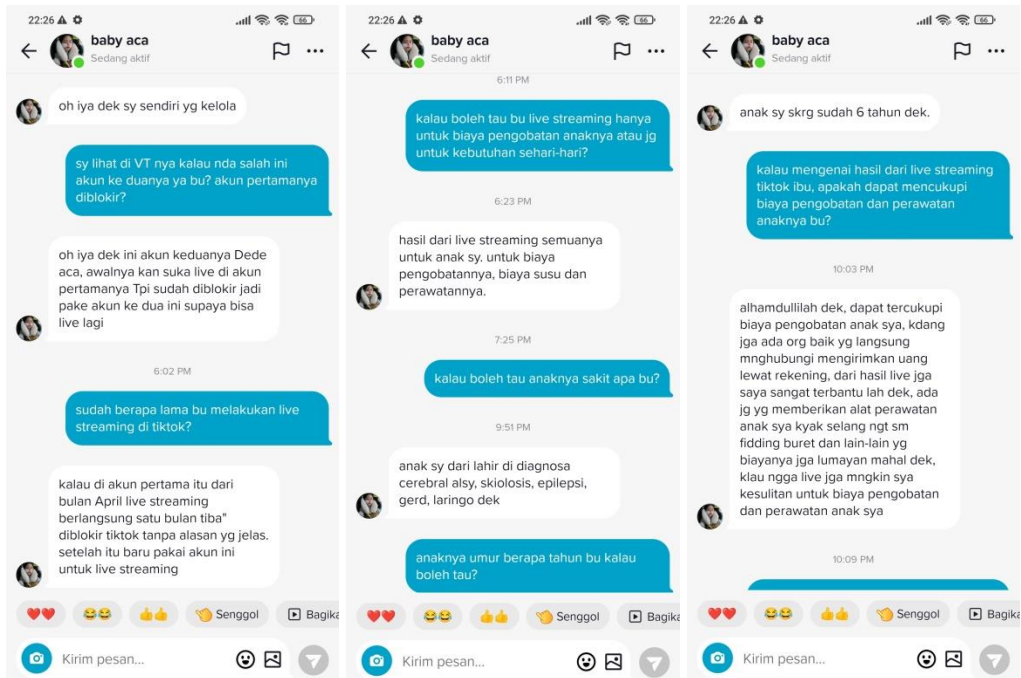 22:26
66
baby aca
Sedang aktif
oh iya dek sy sendiri yg kelola
sy lihat di VT nya kalau nda salah ini
akun ke duanya ya bu? akun pertamanya
diblokir?
oh iya dek ini akun keduanya Dede
aca, awalnya kan suka live di akun
pertamanya Tpi sudah diblokir jadi
pake akun ke dua ini supaya bisa
live lagi
6:02 PM
sudah berapa lama bu melakukan live
streaming di tiktok?
kalau di akun pertama itu dari
bulan April live streaming
berlangsung satu bulan tiba"
diblokir tiktok tanpa alasan yg jelas.
setelah itu baru pakai akun ini
untuk live streaming
Senggol
Bagika
Kirim pesan...
22:26
66
baby aca
Sedang aktif
6:11 PM
kalau boleh tau bu live streaming hanya
untuk biaya pengobatan anaknya atau jg
untuk kebutuhan sehari-hari?
6:23 PM
hasil dari live streaming semuanya
untuk anak sy. untuk biaya
pengobatannya, biaya susu dan
perawatannya.
7:25 PM
kalau boleh tau anaknya sakit apa bu?
9:51 PM
anak sy dari lahir di diagnosa
cerebral alsy, skiolosis, epilepsi,
gerd, laringo dek
anaknya umur berapa tahun bu kalau
boleh tau?
Senggol
Bagika
Kirim pesan...
22:26
66
baby aca
Sedang aktif
anak sy skrg sudah 6 tahun dek.
kalau mengenai hasil dari live streaming
tiktok ibu, apakah dapat mencukupi
biaya pengobatan dan perawatan
anaknya bu?
10:03 PM
alhamdullilah dek, dapat tercukupi
biaya pengobatan anak sya, kdang
jga ada org baik yg langsung
mnghubungi mengirimkan uang
lewat rekening, dari hasil live jga
saya sangat terbantu lah dek, ada
jg yg memberikan alat perawatan
anak sya kyak selang ngt sm
fidding buret dan lain-lain yg
biayanya jga lumayan mahal dek,
klau ngga live jga mngkin sya
kesulitan untuk biaya pengobatan
dan perawatan anak sya
10:09 PM
Senggol
Bagika
Kirim pesan...